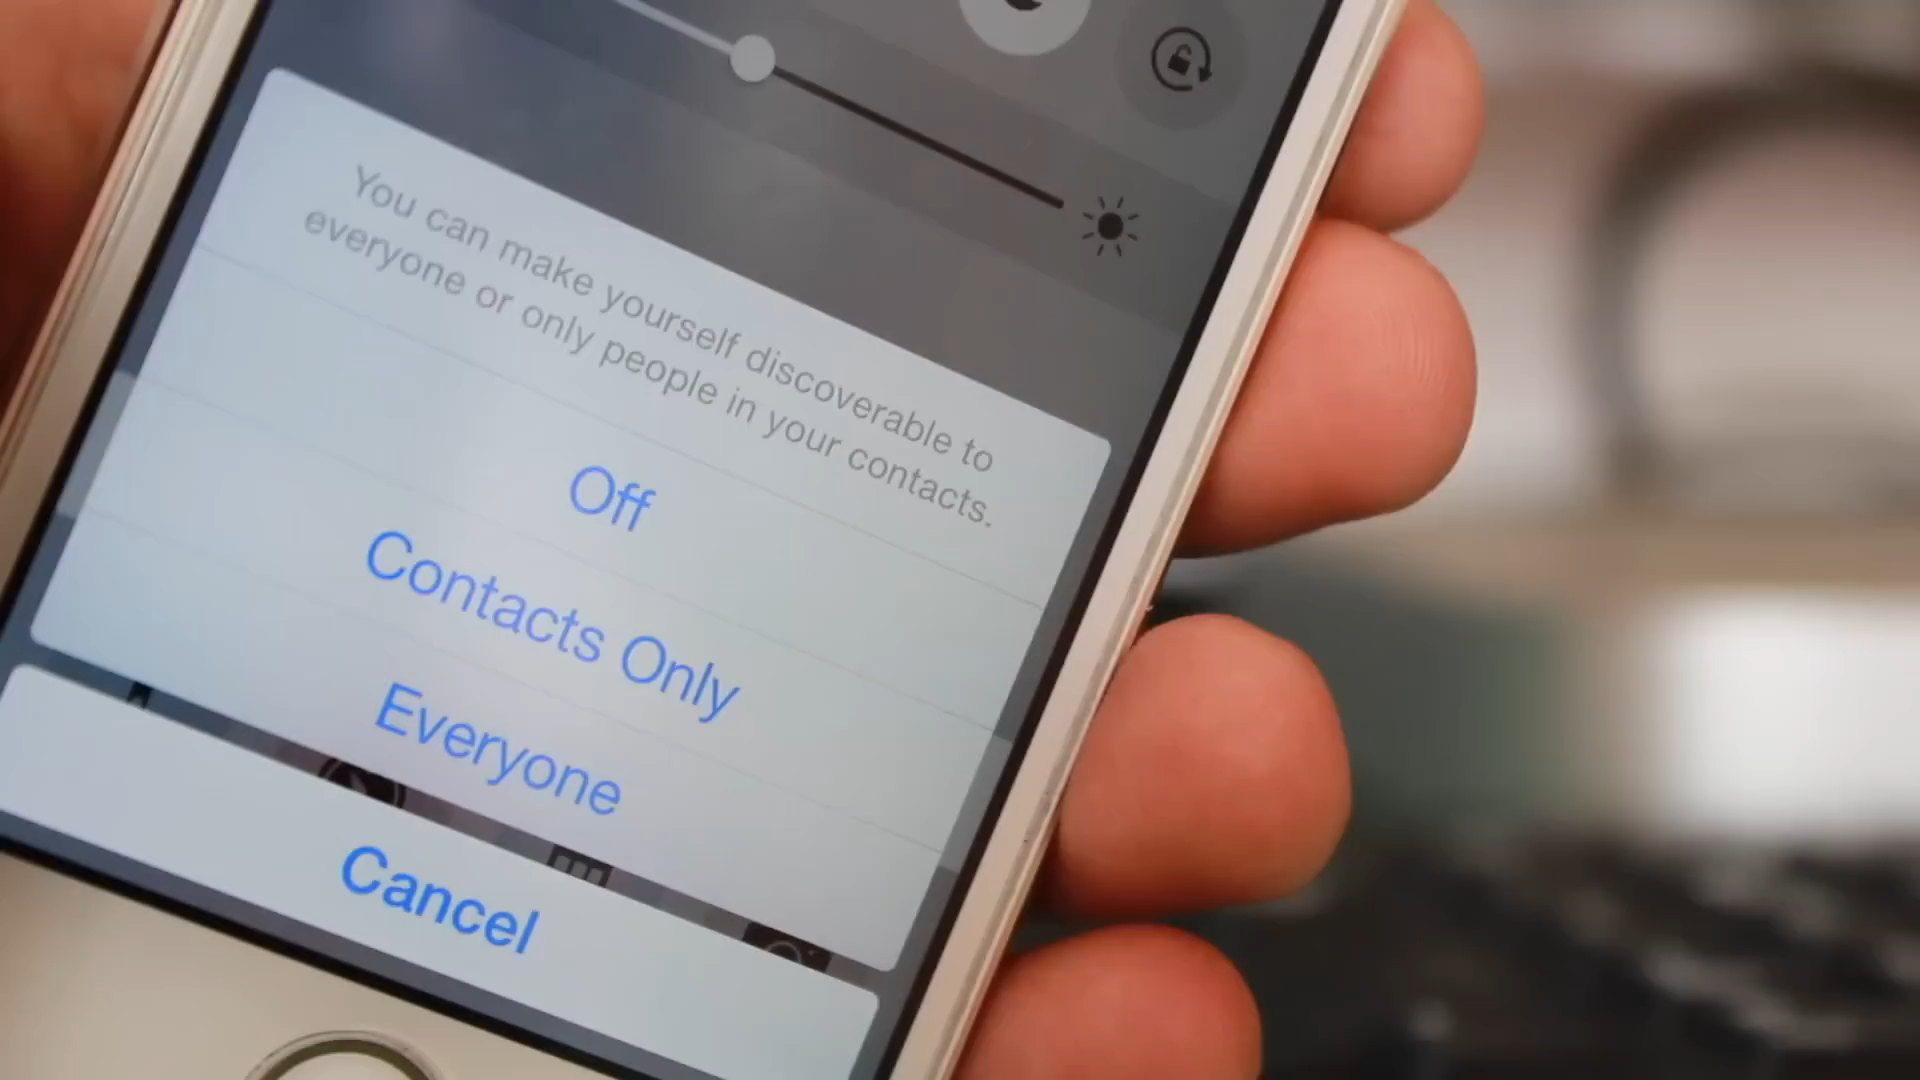 You can make yourself discoverable to
everyone or only people in your contacts.
Off
Contacts Only
Everyone
Cancel